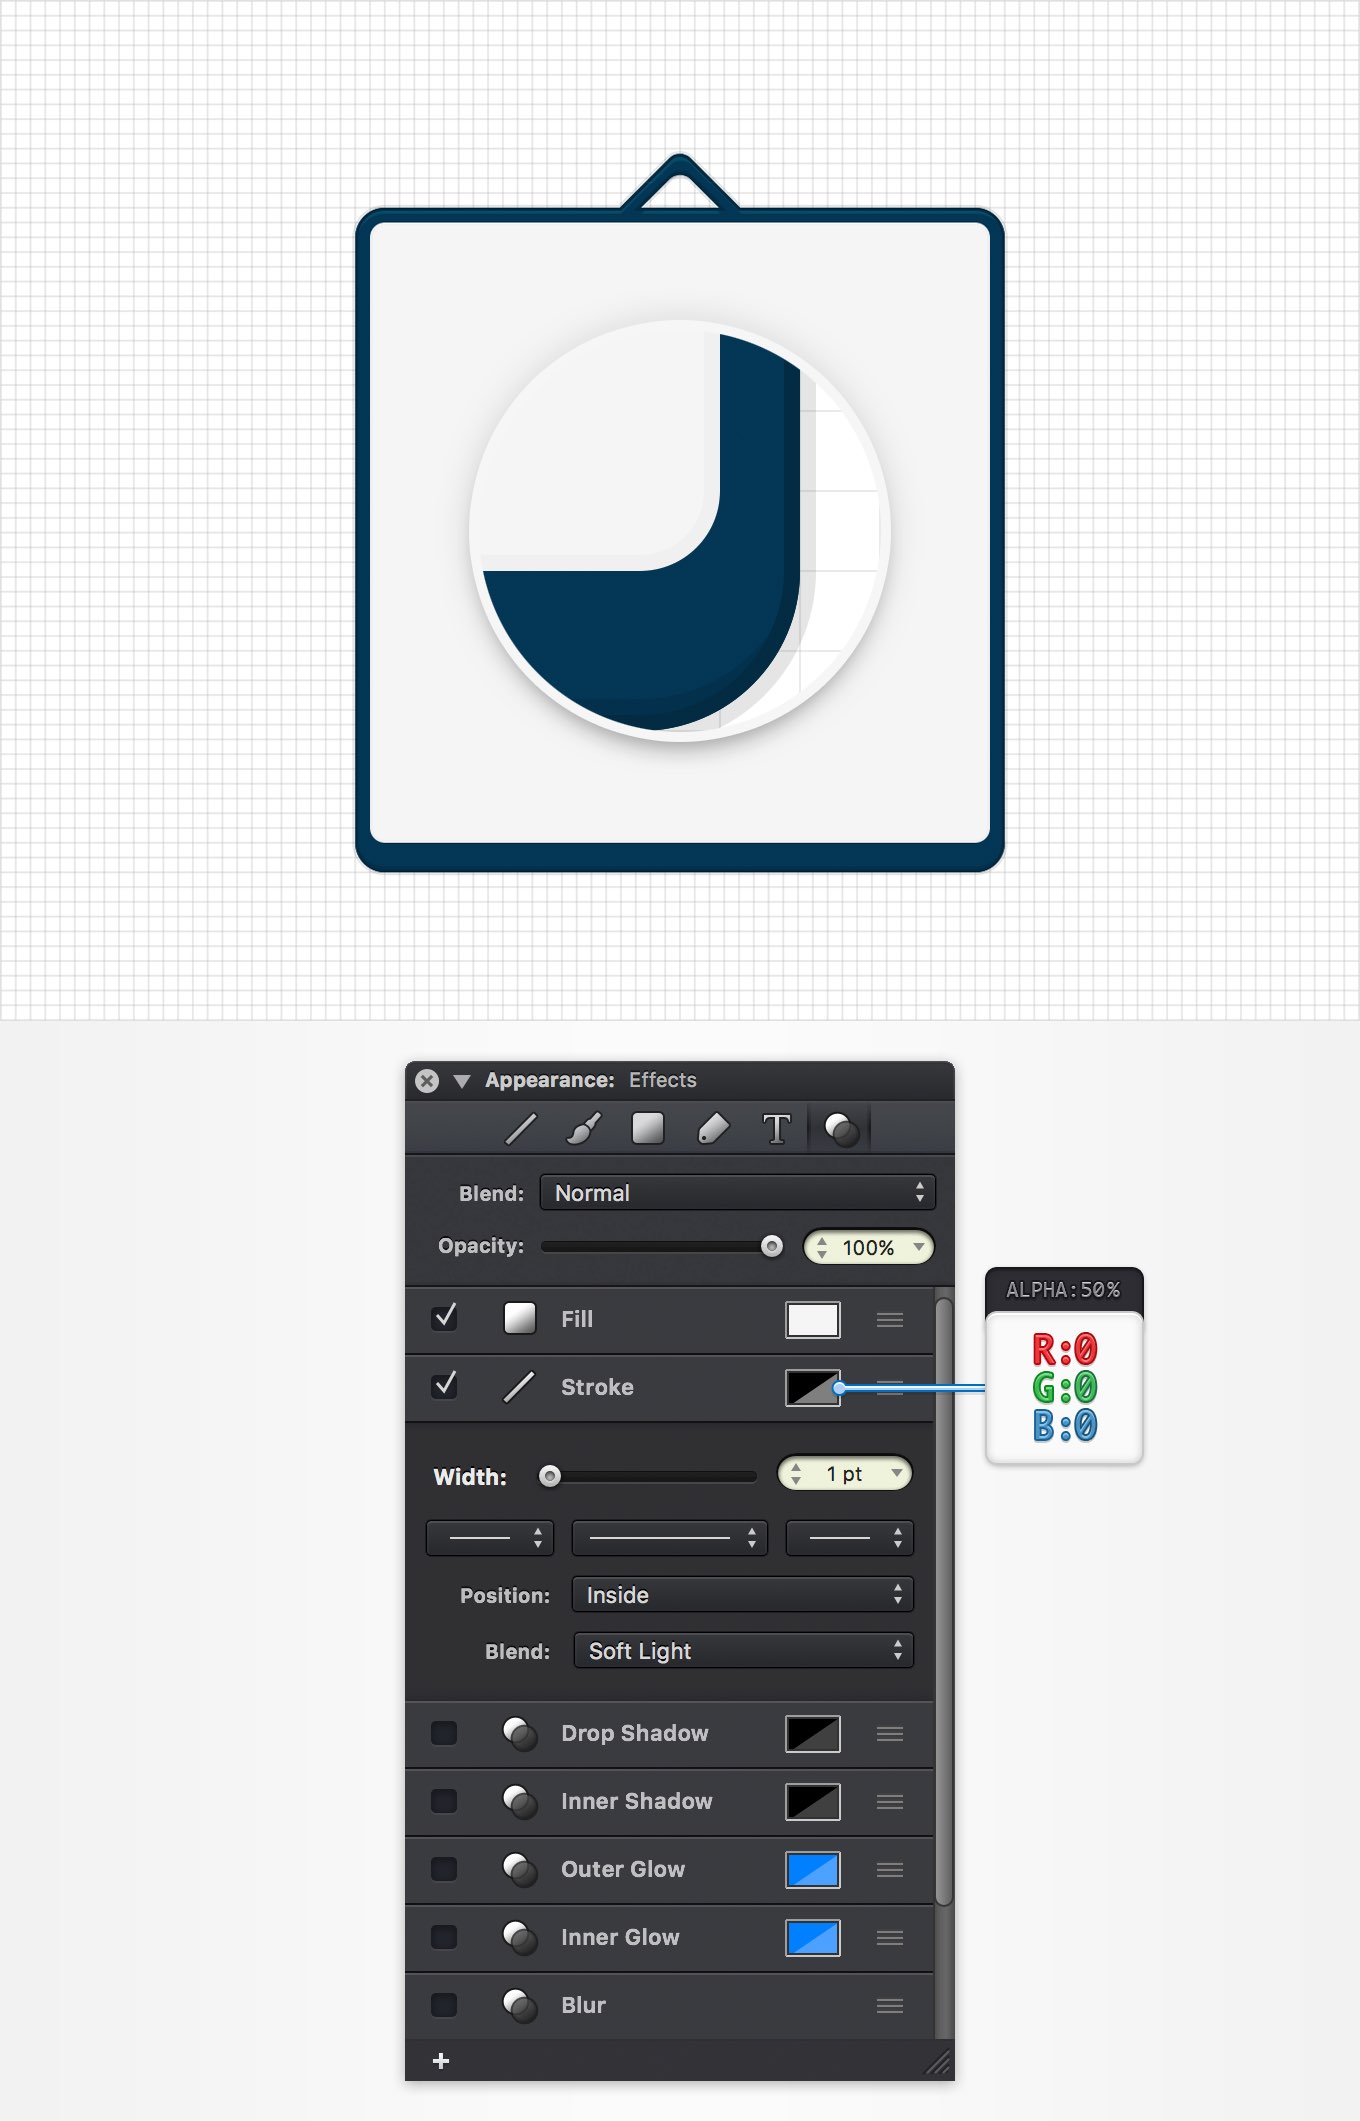 Appearance: Effects
T
Blend: Normal
Opacity: 100%
Fill
ALPHA:50%
R:0
G:0
B:0
Stroke
Width: 1 pt
Position: Inside
Blend: Soft Light
Drop Shadow
Inner Shadow
Outer Glow
Inner Glow
Blur